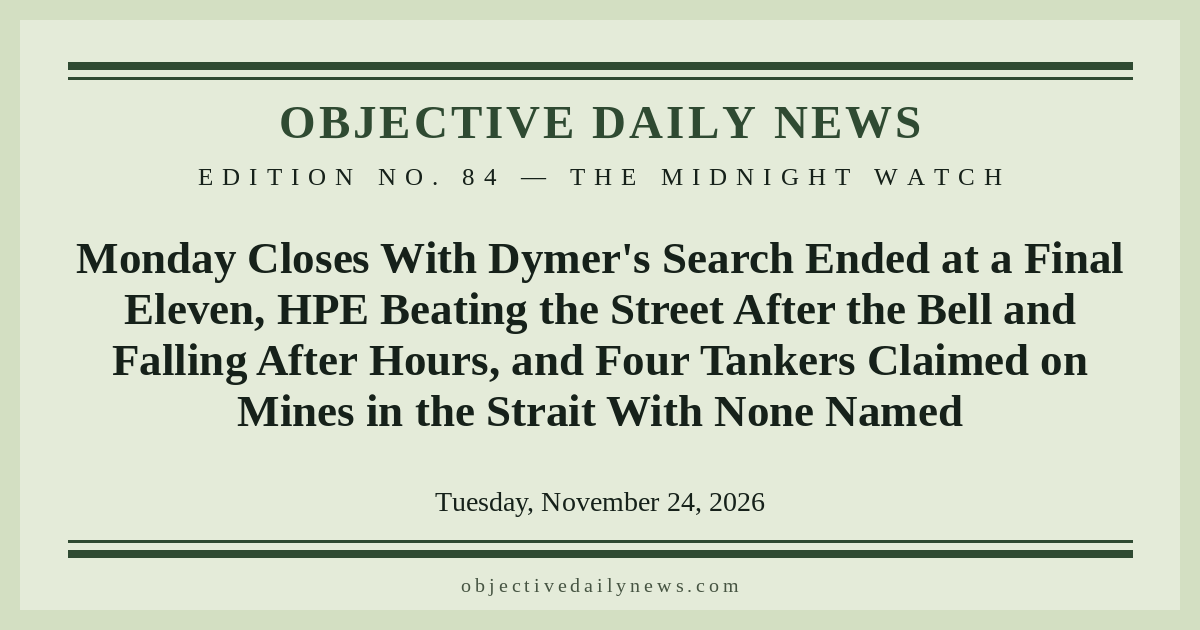 OBJECTIVE DAILY NEWS
EDITION NO. 84 — THE MIDNIGHT WATCH
Monday Closes With Dymer's Search Ended at a Final
Eleven, HPE Beating the Street After the Bell and
Falling After Hours, and Four Tankers Claimed on
Mines in the Strait With None Named
Tuesday, November 24, 2026
objectivedailynews.com